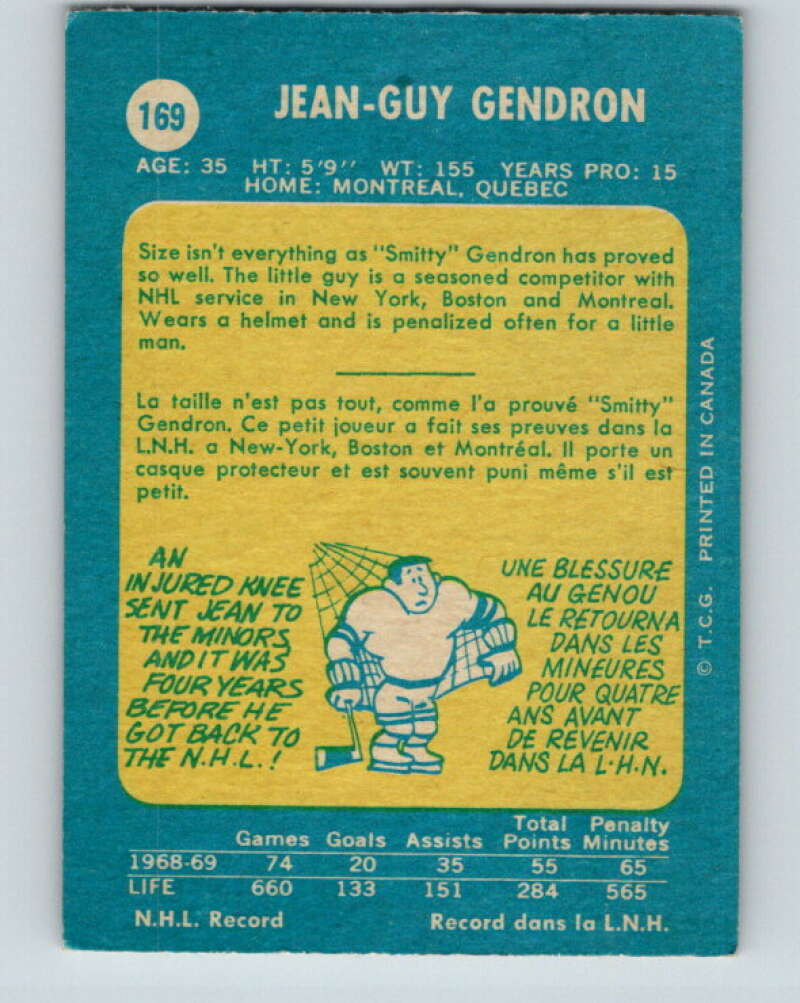 169
JEAN-GUY GENDRON
AGE: 35 HT: 5'9'' WT: 155 YEARS PRO: 15
HOME: MONTREAL, QUEBEC
Size isn't everything as "Smitty" Gendron has proved
so well. The little guy is a seasoned competitor with
NHL service in New York, Boston and Montreal.
Wears a helmet and is penalized often for a little
man.
La taille n'est pas tout, comme l'a prouvé "Smitty"
Gendron. Ce petit joueur a fait ses preuves dans la
L.N.H. a New-York, Boston et Montréal. Il porte un
casque protecteur et est souvent puni même s'il est
petit.
AN
INJURED KNEE
SENT JEAN TO
THE MINORS
AND IT WAS
FOUR YEARS
BEFORE HE
GOT BACK TO
THE N.H.L.!
UNE BLESSURE
AU GENOU
LE RETOURNA
DANS LES
MINEURES
POUR QUATRE
ANS AVANT
DE REVENIR
DANS LA L.H.N.
© T.C.G. PRINTED IN CANADA
Total Penalty
Games Goals Assists Points Minutes
1968-69 74 20 35 55 65
LIFE 660 133 151 284 565
N.H.L. Record Record dans la L.N.H.